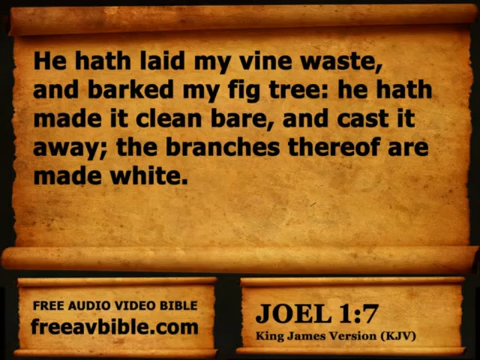 He hath laid my vine waste,
and barked my fig tree: he hath
made it clean bare, and cast it
away; the branches thereof are
made white.
FREE AUDIO VIDEO BIBLE
freeavbible.com
JOEL 1:7
King James Version (KJV)